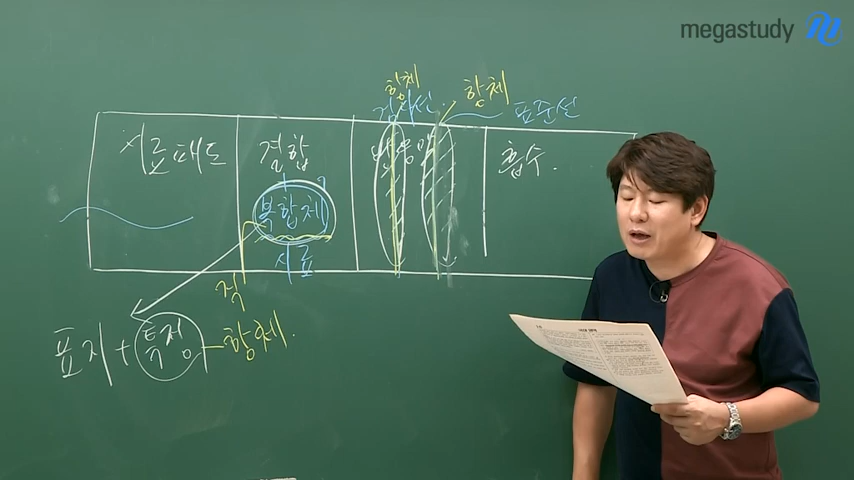 megastudy
항체
항체
검사선
표준선
시료패드
결합
반응막
흡수.
복합체
시료
표지+특정 항체.